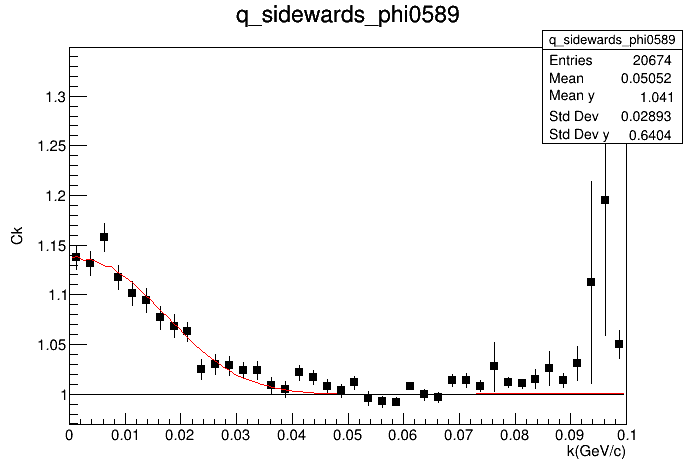 q_sidewards_phi0589
q_sidewards_phi0589
Entries 20674
Mean 0.05052
Mean y 1.041
Std Dev 0.02893
Std Dev y 0.6404
1.3
1.25
1.2
1.15
1.1
1.05
1
Ck
0 0.01 0.02 0.03 0.04 0.05 0.06 0.07 0.08 0.09 0.1
k(GeV/c)